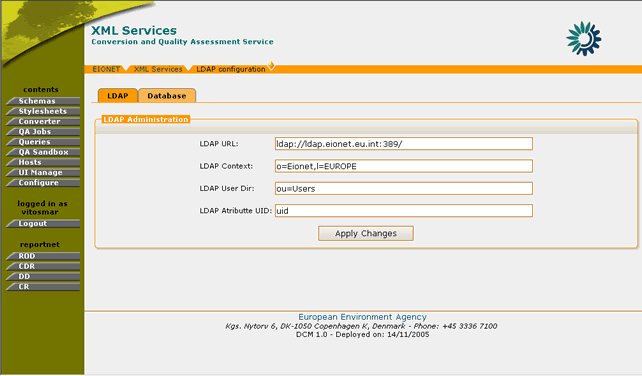 XML Services
Conversion and Quality Assessment Service
EIONET XML Services LDAP configuration
contents
Schemas
Stylesheets
Converter
QA Jobs
Queries
QA Sandbox
Hosts
UI Manage
Configure
logged in as
vitosmar
Logout
reportnet
ROD
CDR
DD
CR
LDAP Database
LDAP Administration
LDAP URL: ldap://ldap.eionet.eu.int:389/
LDAP Context: o=Eionet,l=EUROPE
LDAP User Dir: ou=Users
LDAP Atributte UID: uid
Apply Changes
European Environment Agency
Kgs. Nytorv 6, DK-1050 Copenhagen K, Denmark - Phone: +45 3336 7100
DCM 1.0 - Deployed on: 14/11/2005